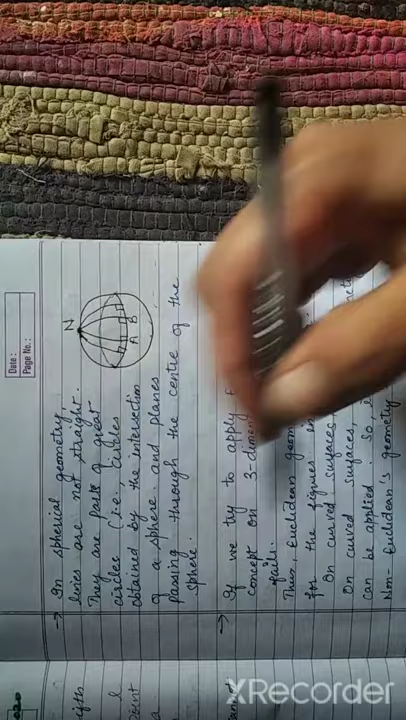 Date :
Page No. :
→ In spherical geometry,
lines are not straight.
They are parts of great
circles (i.e., circles
obtained by the intersection
of a sphere and planes
passing through the centre of the
sphere.
N
A B
→ If we try to apply
concept on 3-dimen
fails.
Thus, Euclidean geom
for the figures in
on curved surfaces,
On curved surfaces,
can be applied. So,
Non-Euclidean's geometry
2020
XRecorder